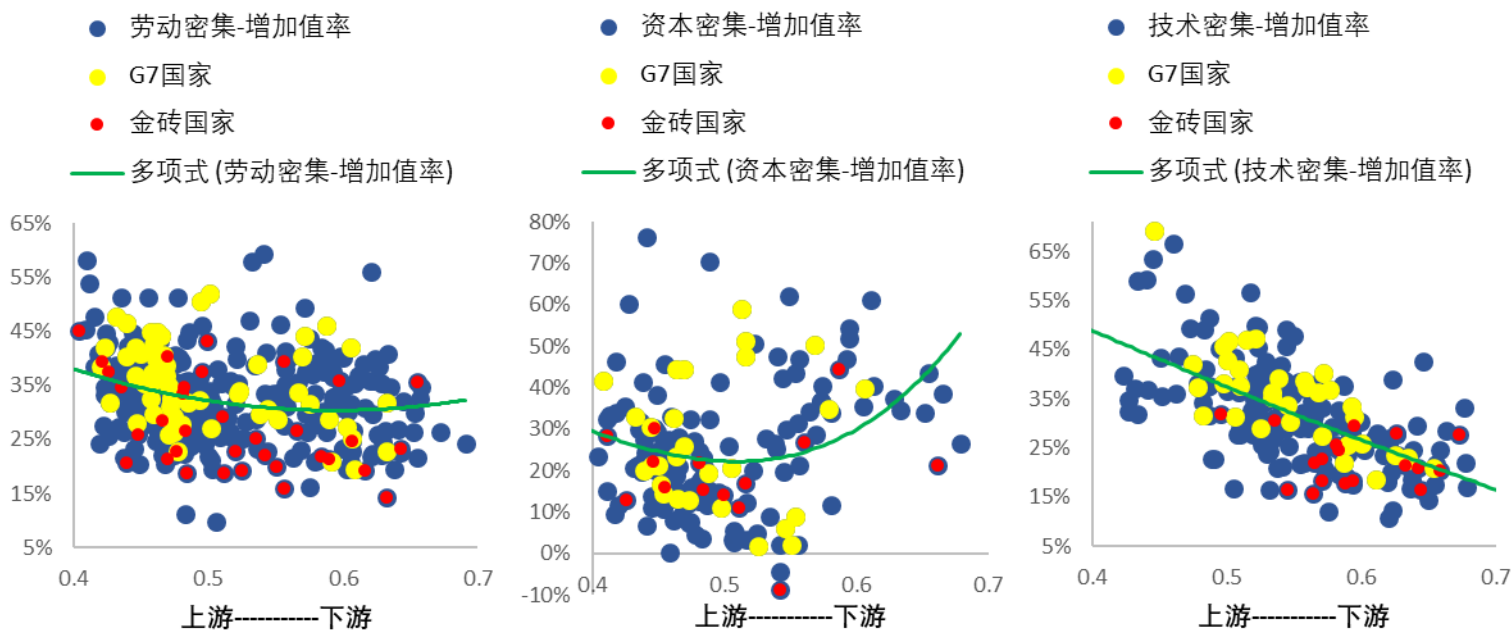 劳动密集-增加值率
G7国家
金砖国家
多项式 (劳动密集-增加值率)
65%
55%
45%
35%
25%
15%
5%
0.4
0.5
0.6
0.7
上游-----------下游
资本密集-增加值率
G7国家
金砖国家
多项式 (资本密集-增加值率)
80%
70%
60%
50%
40%
30%
20%
10%
0%
-10%
0.4
0.5
0.6
0.7
上游-----------下游
技术密集-增加值率
G7国家
金砖国家
多项式 (技术密集-增加值率)
65%
55%
45%
35%
25%
15%
5%
0.4
0.5
0.6
0.7
上游-----------下游